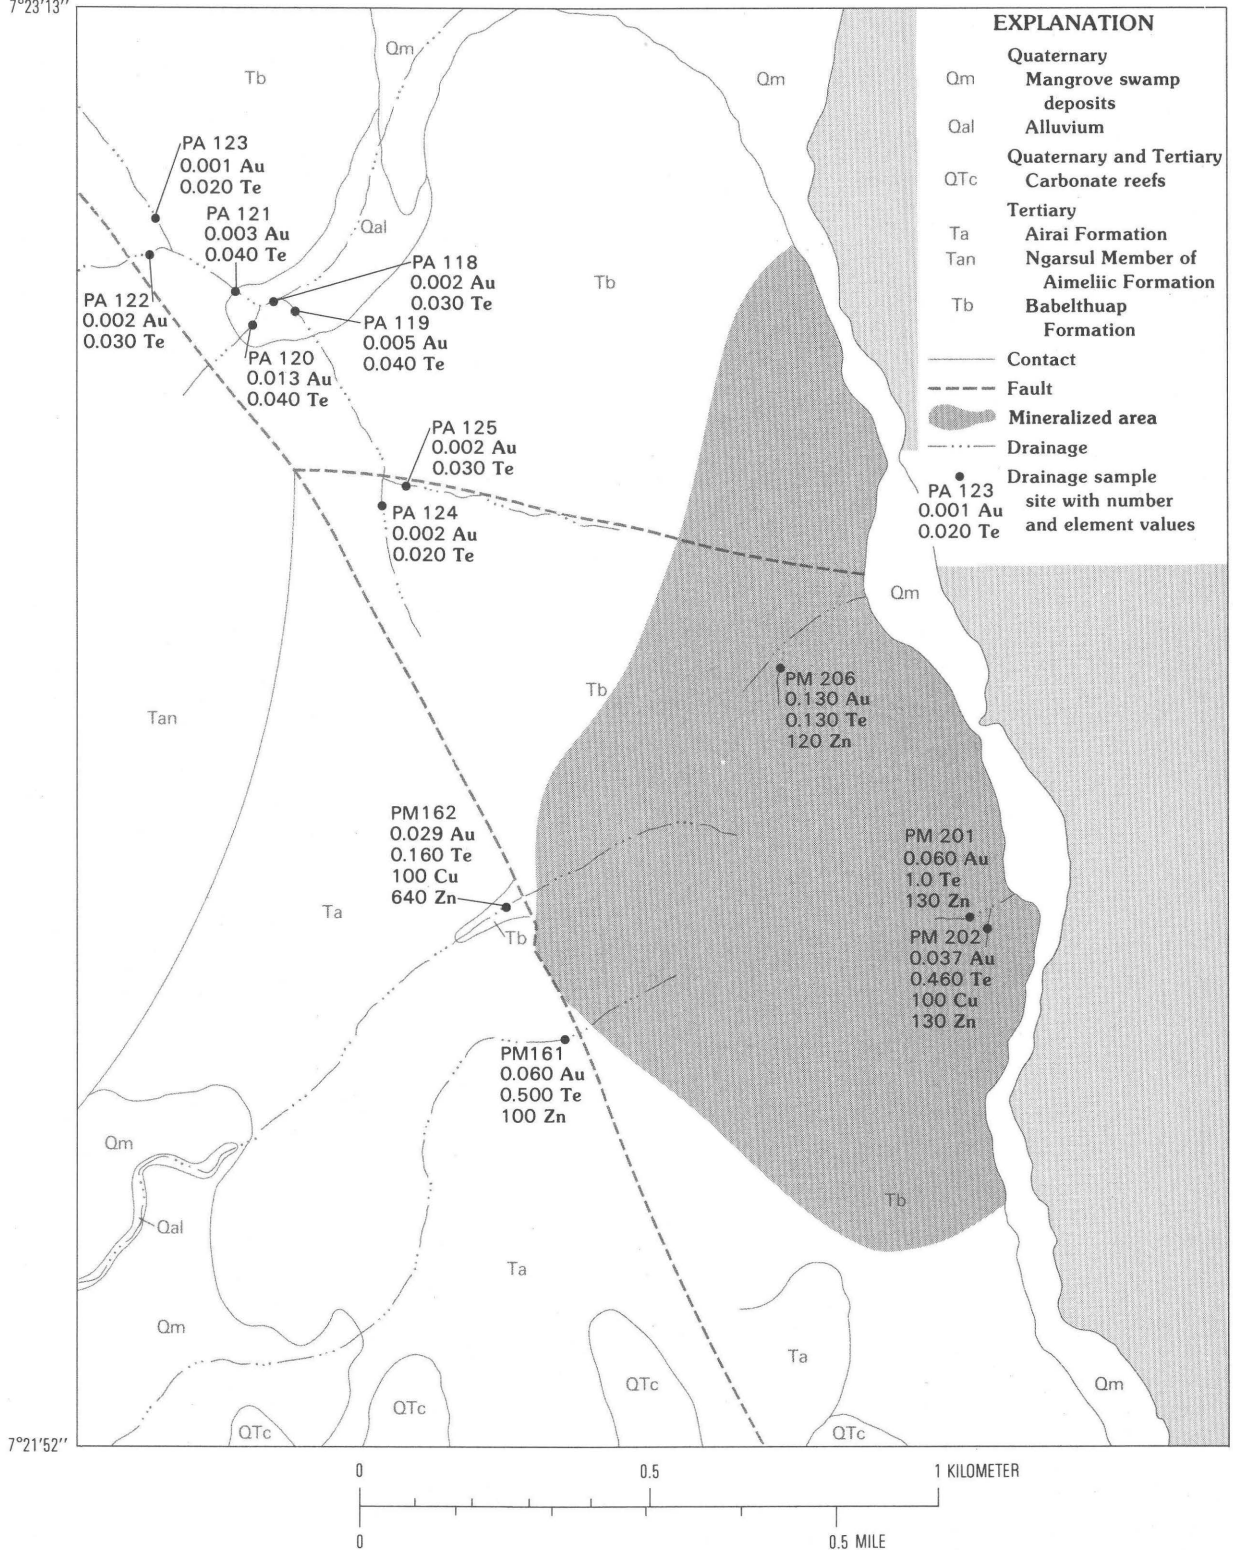 7°23'13''
EXPLANATION
Quaternary
Qm Mangrove swamp
deposits
Qal Alluvium
Quaternary and Tertiary
QTc Carbonate reefs
Tertiary
Ta Airai Formation
Tan Ngarsul Member of
Aimeliic Formation
Tb Babelthuap
Formation
Contact
Fault
Mineralized area
Drainage
Drainage sample
site with number
and element values
PA 123
0.001 Au
0.020 Te
Qm
Tb
Qm
PA 123
0.001 Au
0.020 Te
PA 121
0.003 Au
0.040 Te
Qal
PA 118
0.002 Au
0.030 Te
Tb
PA 122
0.002 Au
0.030 Te
PA 119
0.005 Au
0.040 Te
PA 120
0.013 Au
0.040 Te
PA 125
0.002 Au
0.030 Te
PA 124
0.002 Au
0.020 Te
Qm
PM 206
0.130 Au
0.130 Te
120 Zn
Tb
Tan
PM162
0.029 Au
0.160 Te
100 Cu
640 Zn
PM 201
0.060 Au
1.0 Te
130 Zn
Ta
Tb
PM 202
0.037 Au
0.460 Te
100 Cu
130 Zn
PM161
0.060 Au
0.500 Te
100 Zn
Qm
Tb
Qal
Ta
Qm
Ta
QTc
QTc
Qm
QTc
QTc
7°21'52''
0 0.5 1 KILOMETER
0 0.5 MILE